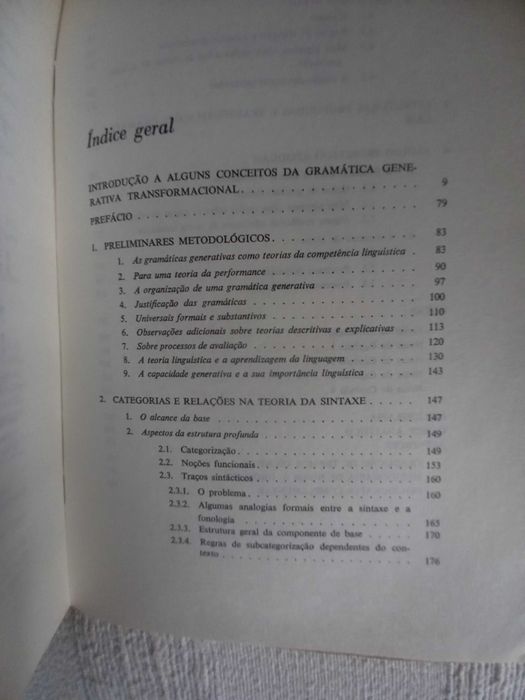 Índice geral
INTRODUÇÃO A ALGUNS CONCEITOS DA GRAMÁTICA GENE-
RATIVA TRANSFORMACIONAL . . . . . . . . . . . . . . . 9
PREFÁCIO . . . . . . . . . . . . . . . . . . . . . 79
1. PRELIMINARES METODOLÓGICOS . . . . . . . . . . . . 83
1. As gramáticas generativas como teorias da competência linguística . 83
2. Para uma teoria da performance . . . . . . . . . . . 90
3. A organização de uma gramática generativa . . . . . . . 97
4. Justificação das gramáticas . . . . . . . . . . . . . 100
5. Universais formais e substantivos . . . . . . . . . . . 110
6. Observações adicionais sobre teorias descritivas e explicativas . . 113
7. Sobre processos de avaliação . . . . . . . . . . . . . 120
8. A teoria linguística e a aprendizagem da linguagem . . . . 130
9. A capacidade generativa e a sua importância linguística . . . . 143
2. CATEGORIAS E RELAÇÕES NA TEORIA DA SINTAXE . . . . . 147
1. O alcance da base . . . . . . . . . . . . . . . . . 147
2. Aspectos da estrutura profunda . . . . . . . . . . . . 149
2.1. Categorização . . . . . . . . . . . . . . . . 149
2.2. Noções funcionais . . . . . . . . . . . . . . . 153
2.3. Traços sintácticos . . . . . . . . . . . . . . . 160
2.3.1. O problema . . . . . . . . . . . . . . . 160
2.3.2. Algumas analogias formais entre a sintaxe e a
fonologia . . . . . . . . . . . . . . . 165
2.3.3. Estrutura geral da componente de base . . . . . 170
2.3.4. Regras de subcategorização dependentes do con-
texto . . . . . . . . . . . . . . . . . 176